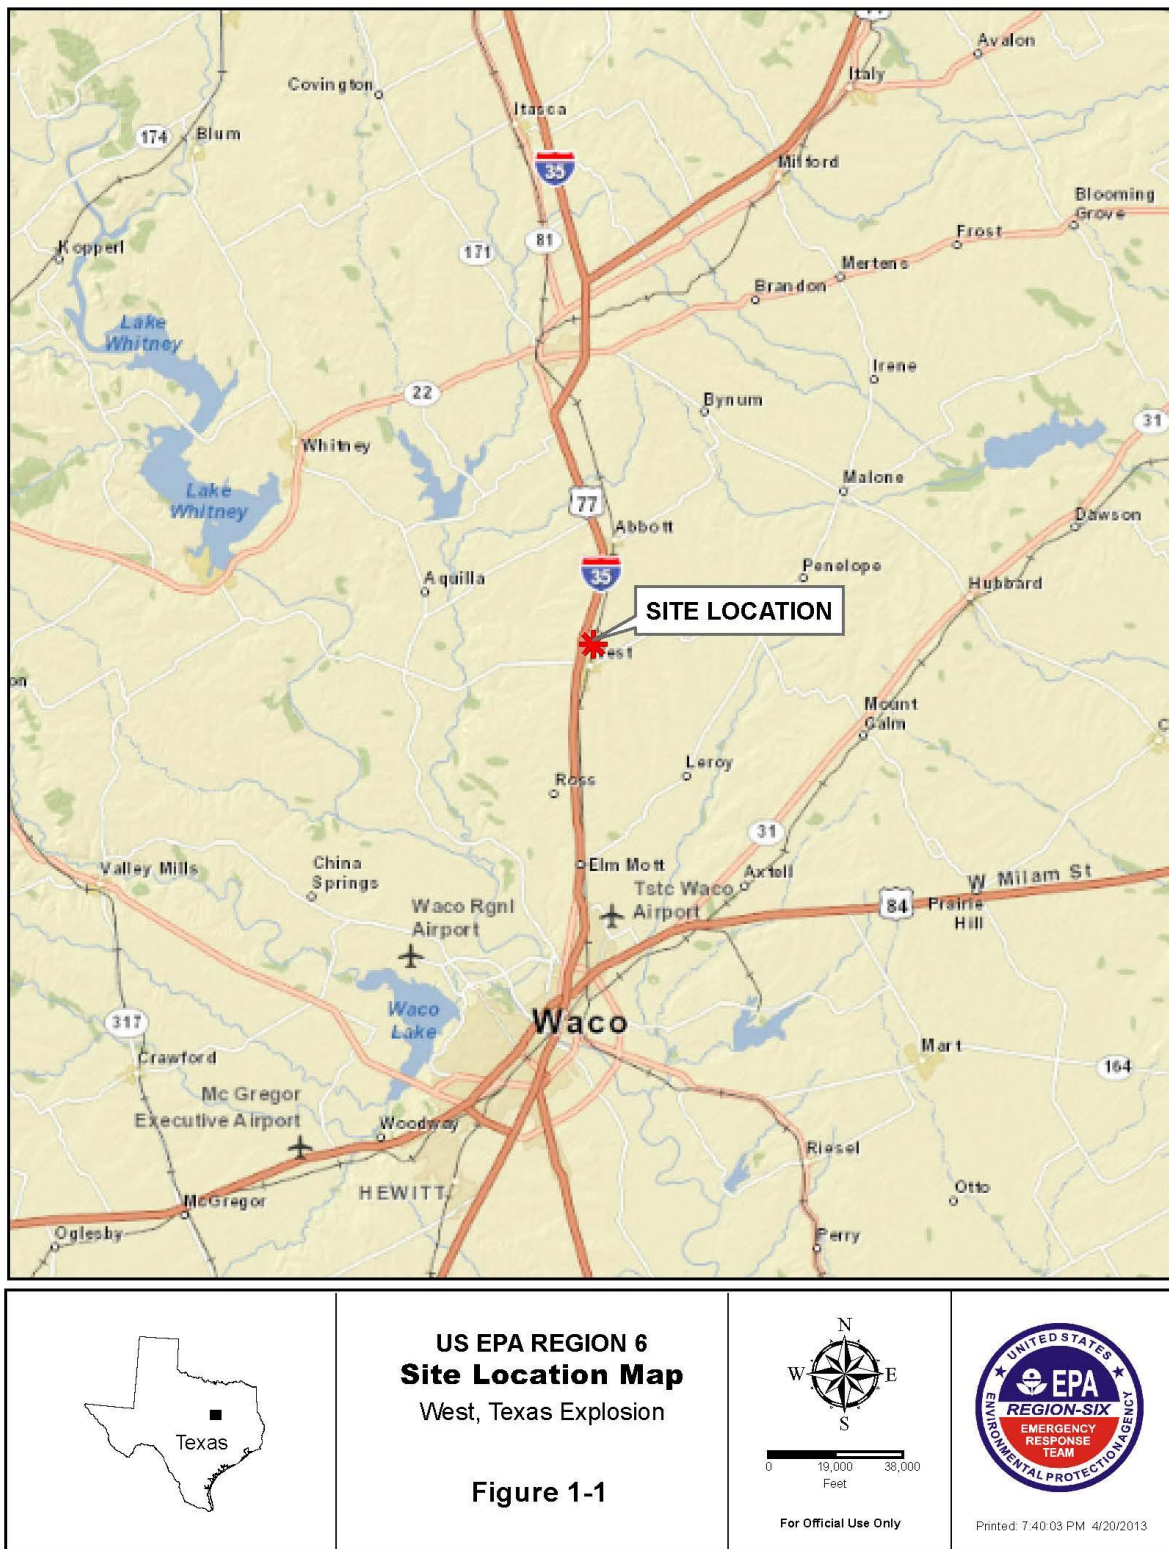 Avalon
Italy
Covington
Itasca
174
Blum
35
Milford
Blooming
Grove
Frost
81
171
Kopperl
Mertens
Brandon
Lake
Whitney
Irene
22
Bynum
31
Whitney
Malone
Lake
Whitney
77
Dawson
Abbott
Penelope
35
Aquilla
Hubbard
SITE LOCATION
est
on
Mount
Calm
C
Leroy
Ross
31
Elm Mott
Valley Mills
China
Springs
Axtell
Tstc Waco
Airport
W Milam St
84
Prairie
Hill
Waco Rgnl
Airport
Waco
Lake
Waco
317
Mart
Crawford
164
Mc Gregor
Executive Airport
Woodway
Riesel
HEWITT
Otto
McGregor
Oglesby
Perry
Texas
US EPA REGION 6
Site Location Map
West, Texas Explosion
Figure 1-1
N
W E
S
0 19,000 38,000
Feet
For Official Use Only
UNITED STATES
EPA
REGION-SIX
EMERGENCY
RESPONSE
TEAM
ENVIRONMENTAL PROTECTION AGENCY
Printed: 7:40:03 PM 4/20/2013